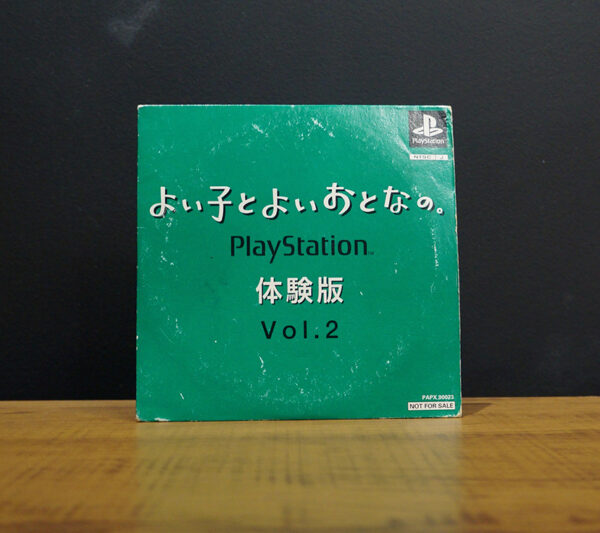 PlayStation
NTSC J
よい子とよいおとなの。
PlayStation™
体験版
Vol.2
PAPX.90023
NOT FOR SALE